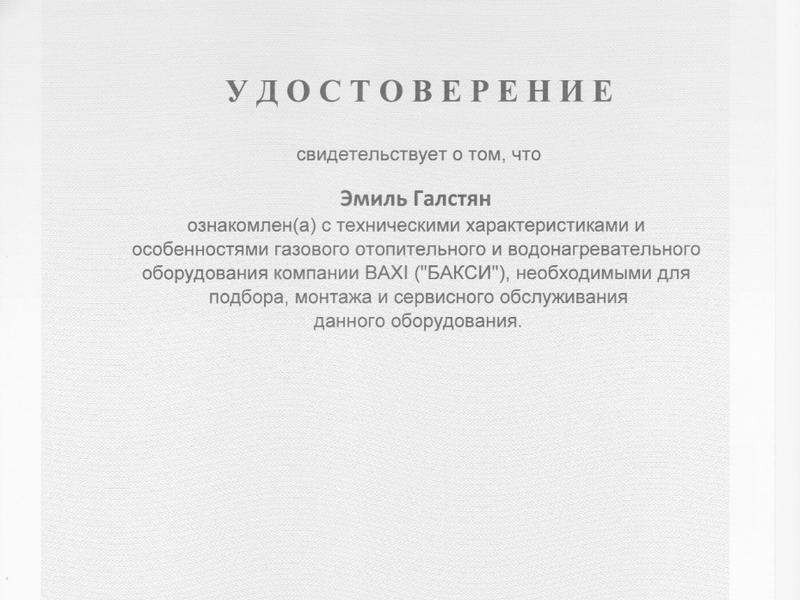 УДОСТОВЕРЕНИЕ
свидетельствует о том, что
Эмиль Галстян
ознакомлен(а) с техническими характеристиками и
особенностями газового отопительного и водонагревательного
оборудования компании BAXI ("БАКСИ"), необходимыми для
подбора, монтажа и сервисного обслуживания
данного оборудования.